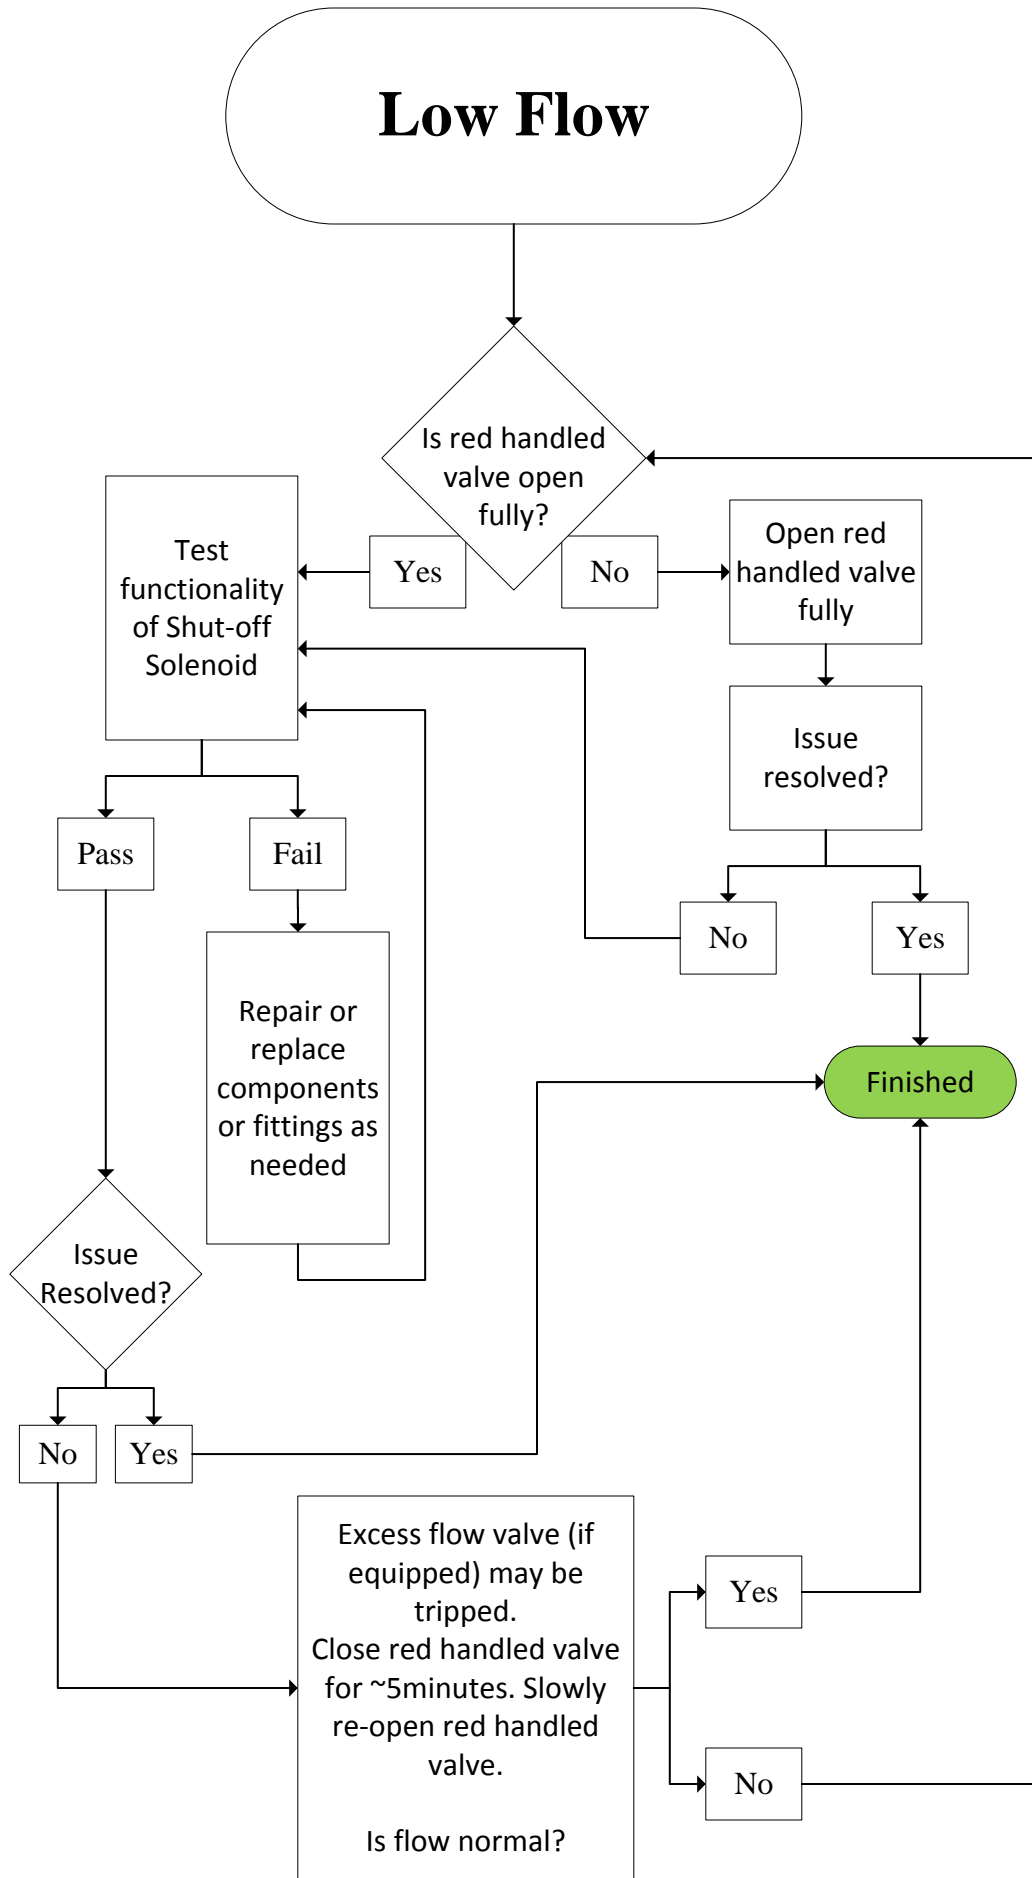 Low Flow
Is red handled
valve open
fully?
Yes
No
Test
functionality
of Shut-off
Solenoid
Open red
handled valve
fully
Issue
resolved?
Pass
Fail
No
Yes
Repair or
replace
components
or fittings as
needed
Finished
Issue
Resolved?
No
Yes
Excess flow valve (if
equipped) may be
tripped.
Close red handled valve
for ~5minutes. Slowly
re-open red handled
valve.
Is flow normal?
Yes
No